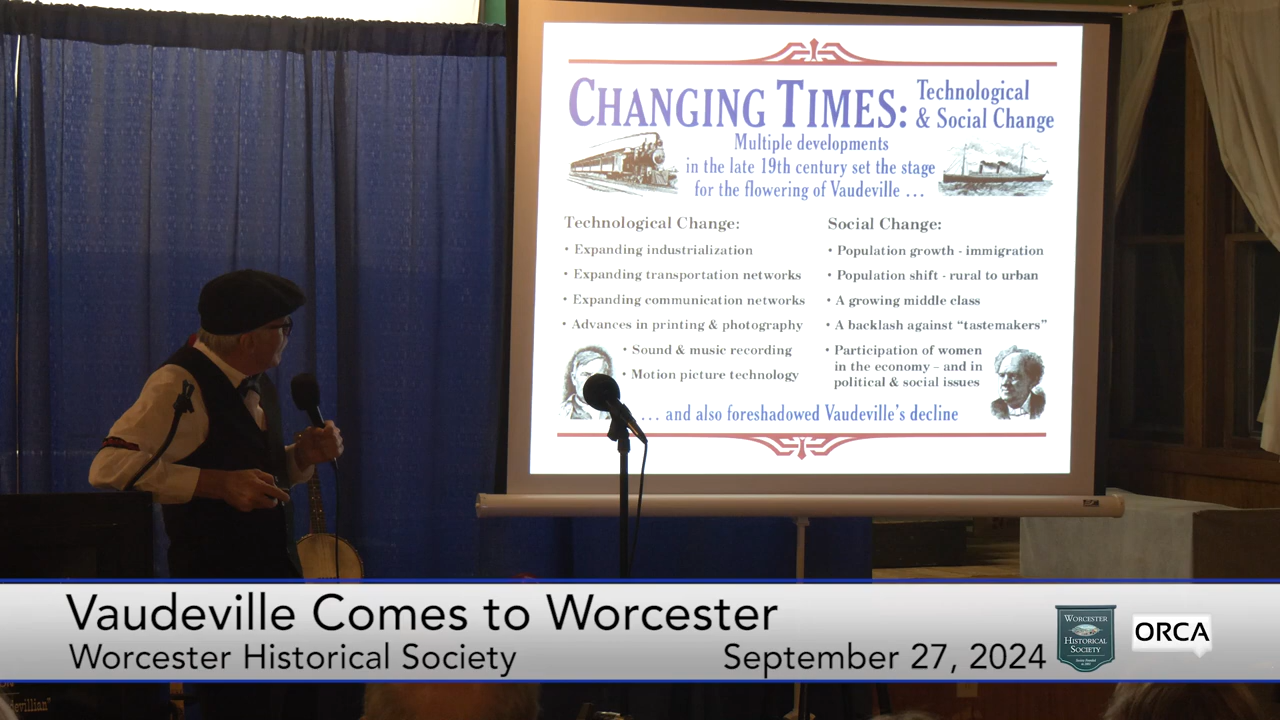 CHANGING TIMES: Technological
& Social Change
Multiple developments
in the late 19th century set the stage
for the flowering of Vaudeville ...
Technological Change:
• Expanding industrialization
• Expanding transportation networks
• Expanding communication networks
• Advances in printing & photography
• Sound & music recording
• Motion picture technology
Social Change:
• Population growth - immigration
• Population shift - rural to urban
• A growing middle class
• A backlash against “tastemakers”
• Participation of women
in the economy – and in
political & social issues
... and also foreshadowed Vaudeville's decline
Vaudeville Comes to Worcester
Worcester Historical Society
September 27, 2024
WORCESTER
HISTORICAL
SOCIETY
ORCA